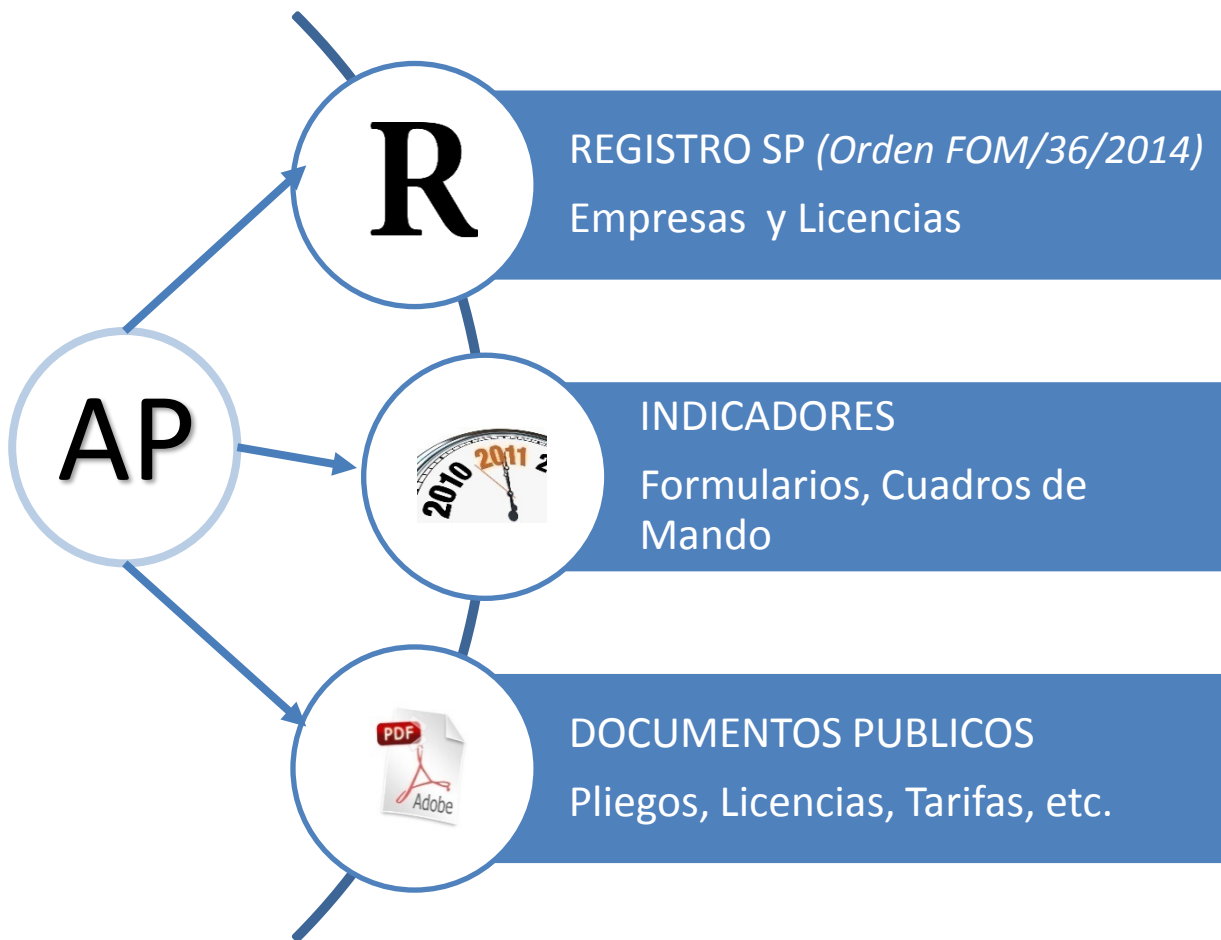 R
REGISTRO SP (Orden FOM/36/2014)
Empresas y Licencias
AP
2010
2011
2
INDICADORES
Formularios, Cuadros de
Mando
PDF
Adobe
DOCUMENTOS PUBLICOS
Pliegos, Licencias, Tarifas, etc.